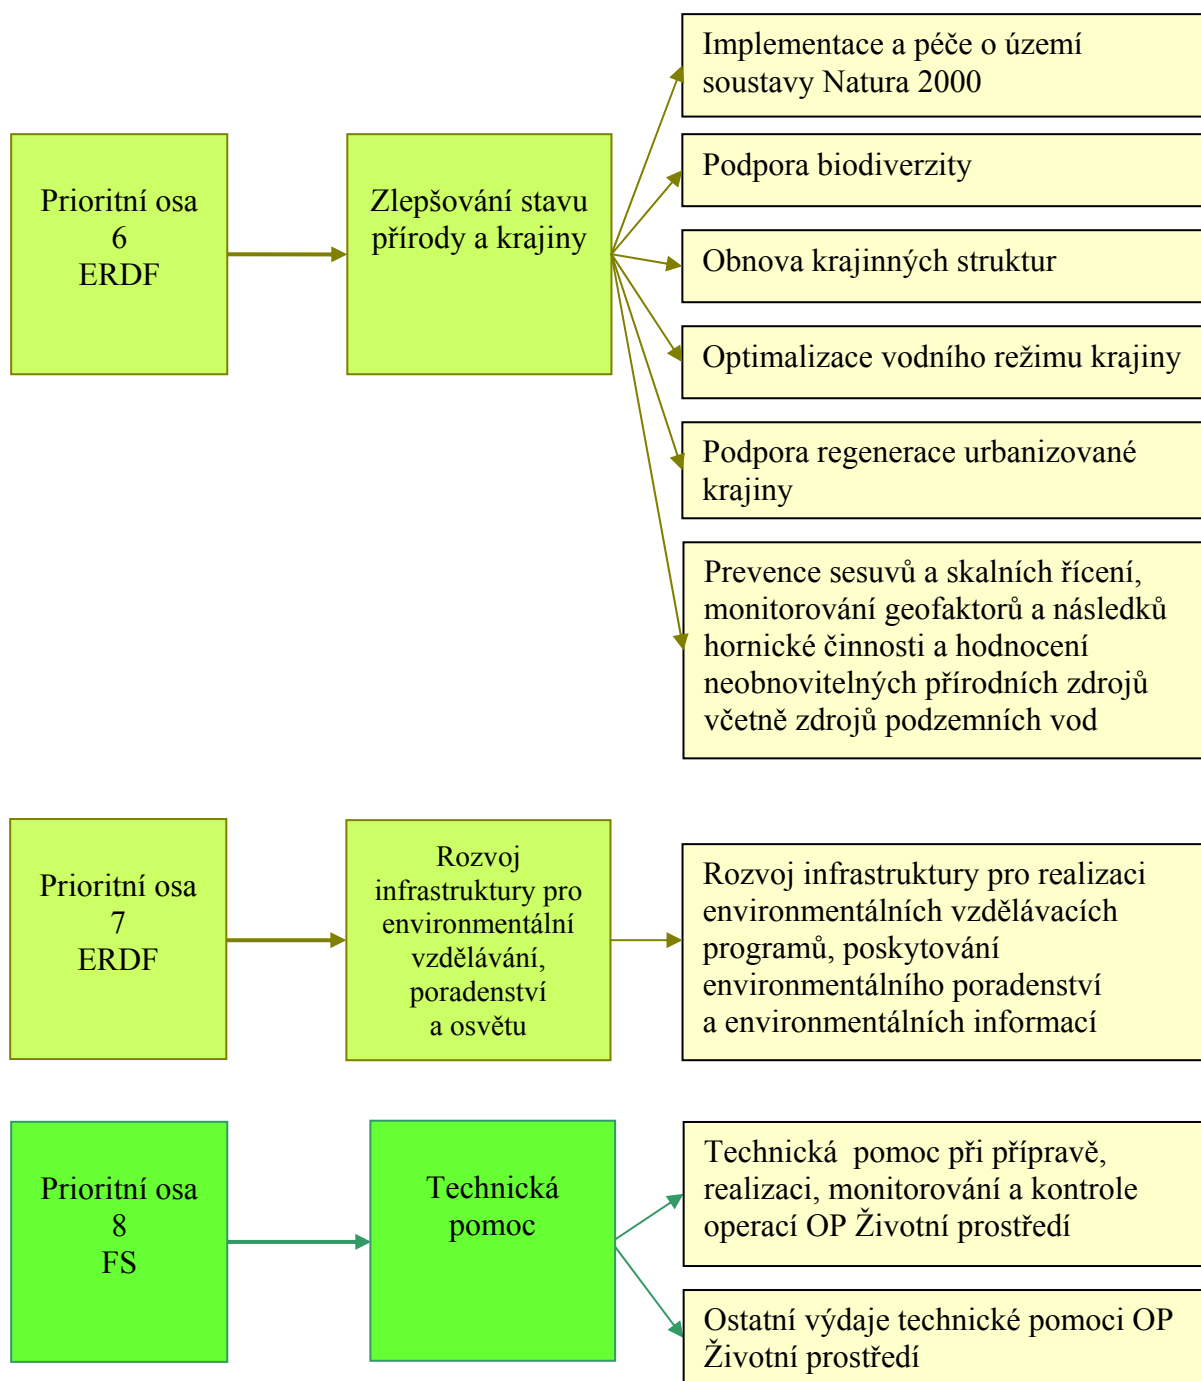 Prioritní osa
6
ERDF
Zlepšování stavu
přírody a krajiny
Implementace a péče o území
soustavy Natura 2000
Podpora biodiverzity
Obnova krajinných struktur
Optimalizace vodního režimu krajiny
Podpora regenerace urbanizované
krajiny
Prevence sesuvů a skalních řícení,
monitorování geofaktorů a následků
hornické činnosti a hodnocení
neobnovitelných přírodních zdrojů
včetně zdrojů podzemních vod
Prioritní osa
7
ERDF
Rozvoj
infrastruktury pro
environmentální
vzdělávání,
poradenství
a osvětu
Rozvoj infrastruktury pro realizaci
environmentálních vzdělávacích
programů, poskytování
environmentálního poradenství
a environmentálních informací
Prioritní osa
8
FS
Technická
pomoc
Technická  pomoc při přípravě,
realizaci, monitorování a kontrole
operací OP Životní prostředí
Ostatní výdaje technické pomoci OP
Životní prostředí